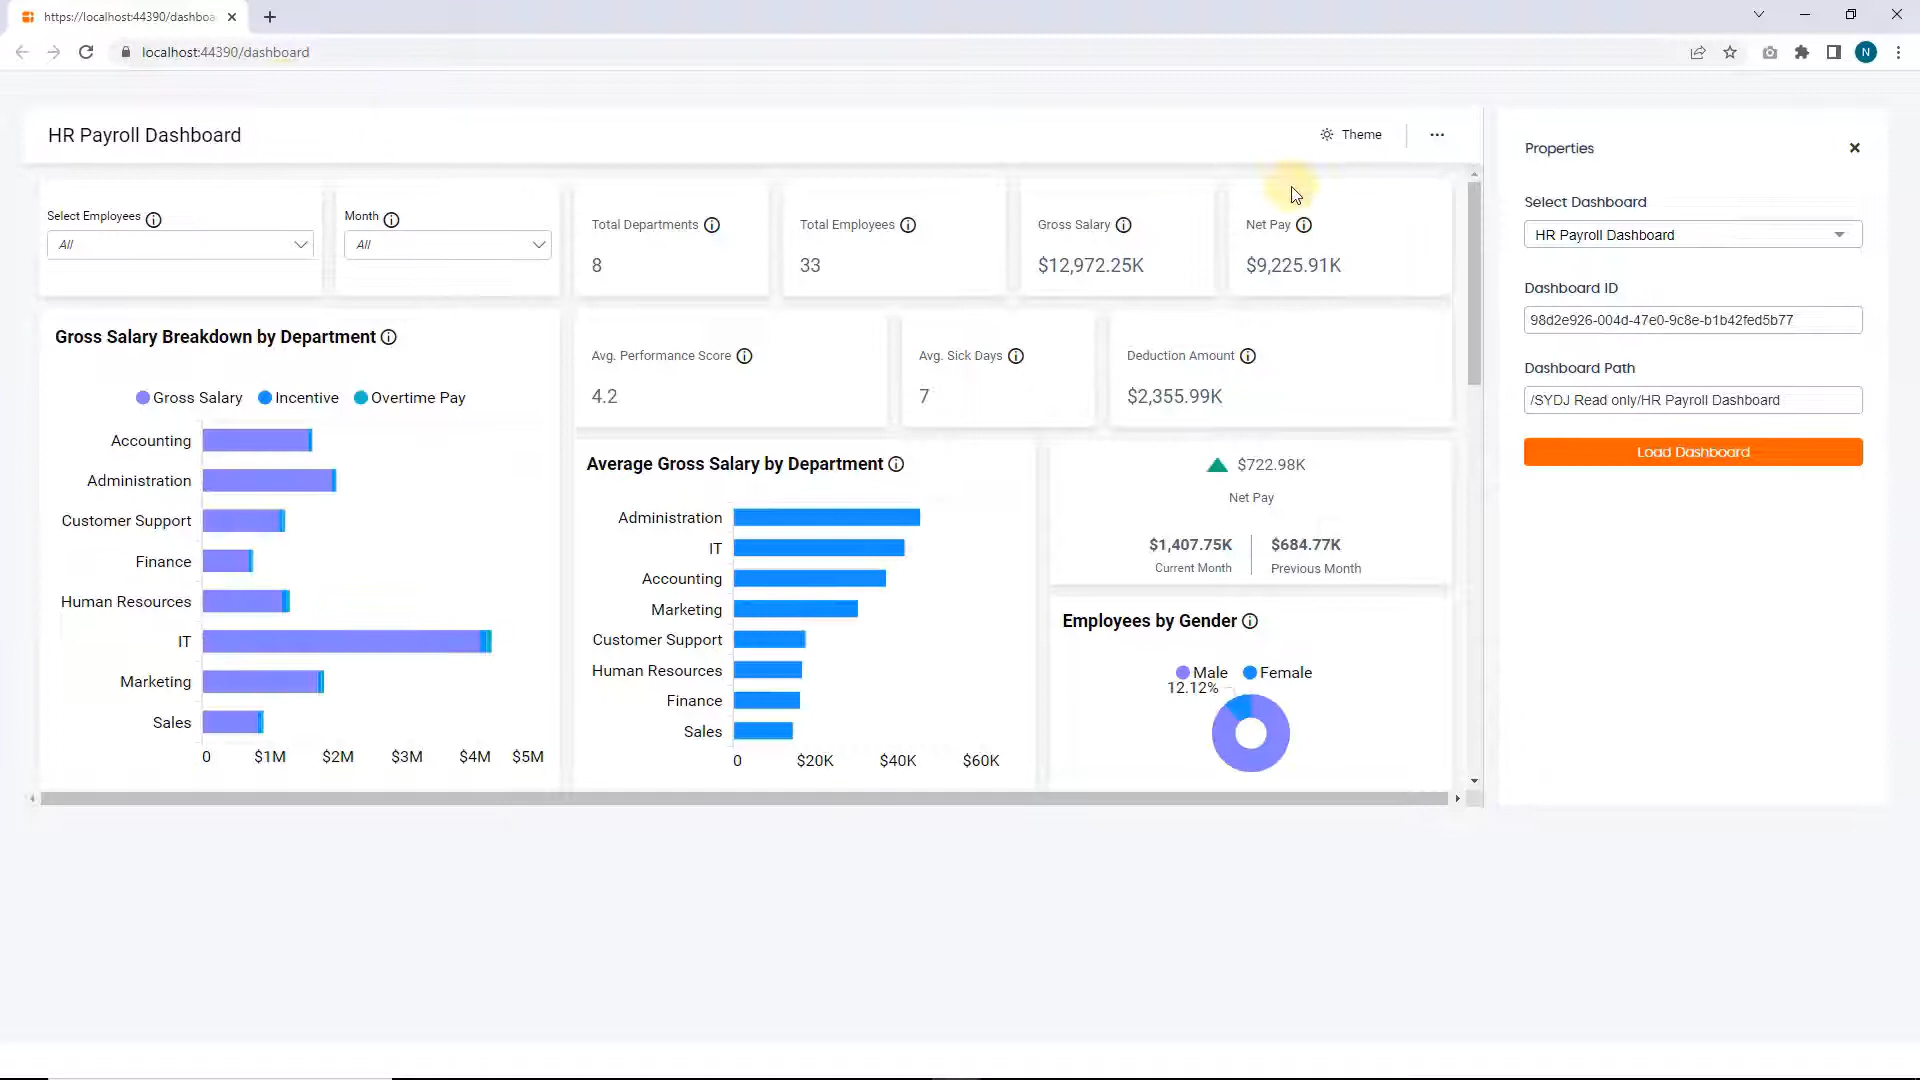 https://localhost:44390/dashboa
localhost:44390/dashboard
N
HR Payroll Dashboard
Theme
Select Employees
All
Month
All
Total Departments
8
Total Employees
33
Gross Salary
$12,972.25K
Net Pay
$9,225.91K
Avg. Performance Score
4.2
Avg. Sick Days
7
Deduction Amount
$2,355.99K
Gross Salary Breakdown by Department
Gross Salary Incentive Overtime Pay
Accounting
Administration
Customer Support
Finance
Human Resources
IT
Marketing
Sales
0 $1M $2M $3M $4M $5M
Average Gross Salary by Department
Administration
IT
Accounting
Marketing
Customer Support
Human Resources
Finance
Sales
0 $20K $40K $60K
$722.98K
Net Pay
$1,407.75K
Current Month
$684.77K
Previous Month
Employees by Gender
Male Female
12.12%
Properties
Select Dashboard
HR Payroll Dashboard
Dashboard ID
98d2e926-004d-47e0-9c8e-b1b42fed5b77
Dashboard Path
/SYDJ Read only/HR Payroll Dashboard
Load Dashboard